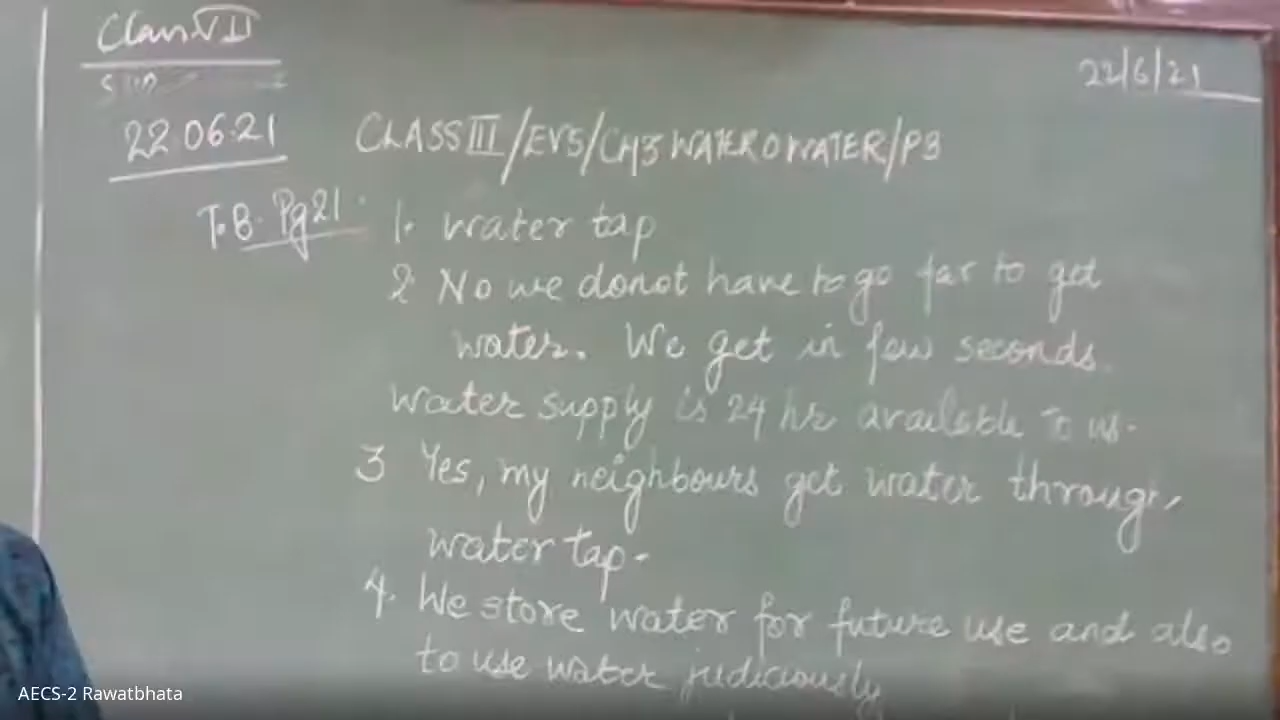 Class VII
22.06.21
22/6/21
CLASS III/EVS/CH3 WATER O WATER/P3
T.B. Pg 21
1. Water tap
2 No we donot have to go far to get
water. We get in few seconds.
Water supply is 24 hr available to us.
3 Yes, my neighbours get water through
water tap.
4. We store water for future use and also
to use water judiciously
AECS-2 Rawatbhata